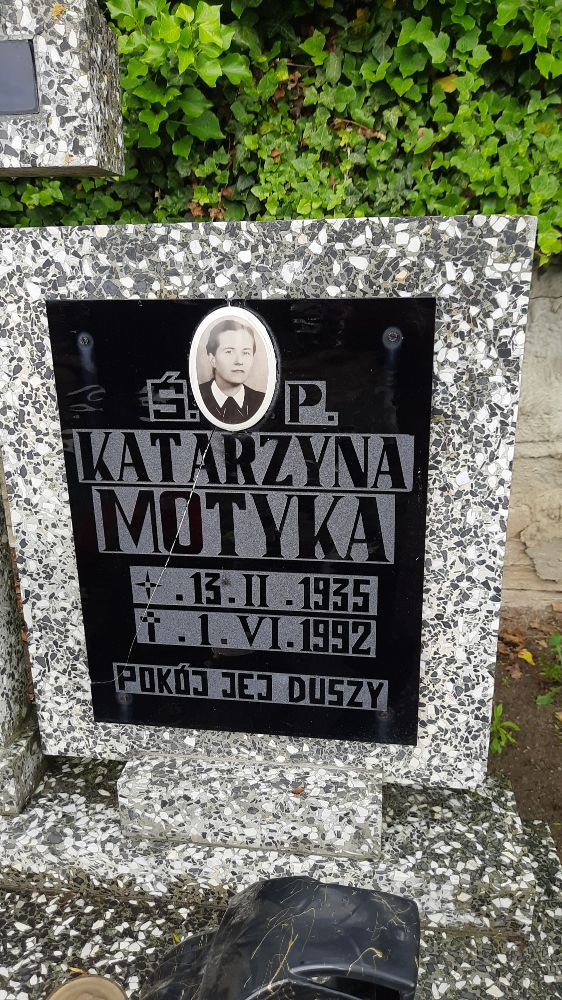 Ś. P.
KATARZYNA
MOTYKA
. 13. II . 1935
✝ . 1. VI . 1992
POKÓJ JEJ DUSZY